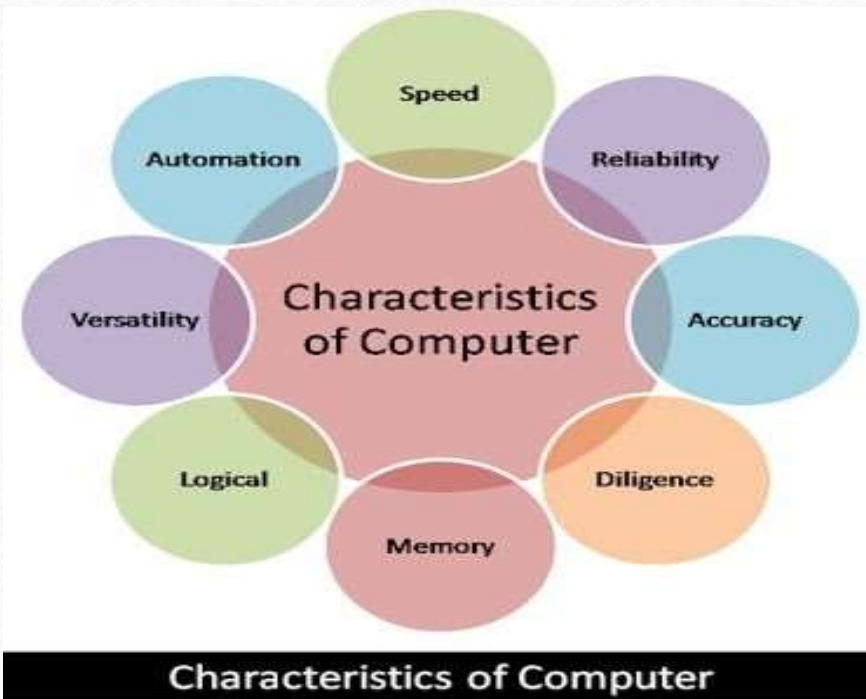 Speed
Automation
Reliability
Characteristics
of Computer
Versatility
Accuracy
Logical
Diligence
Memory
Characteristics of Computer